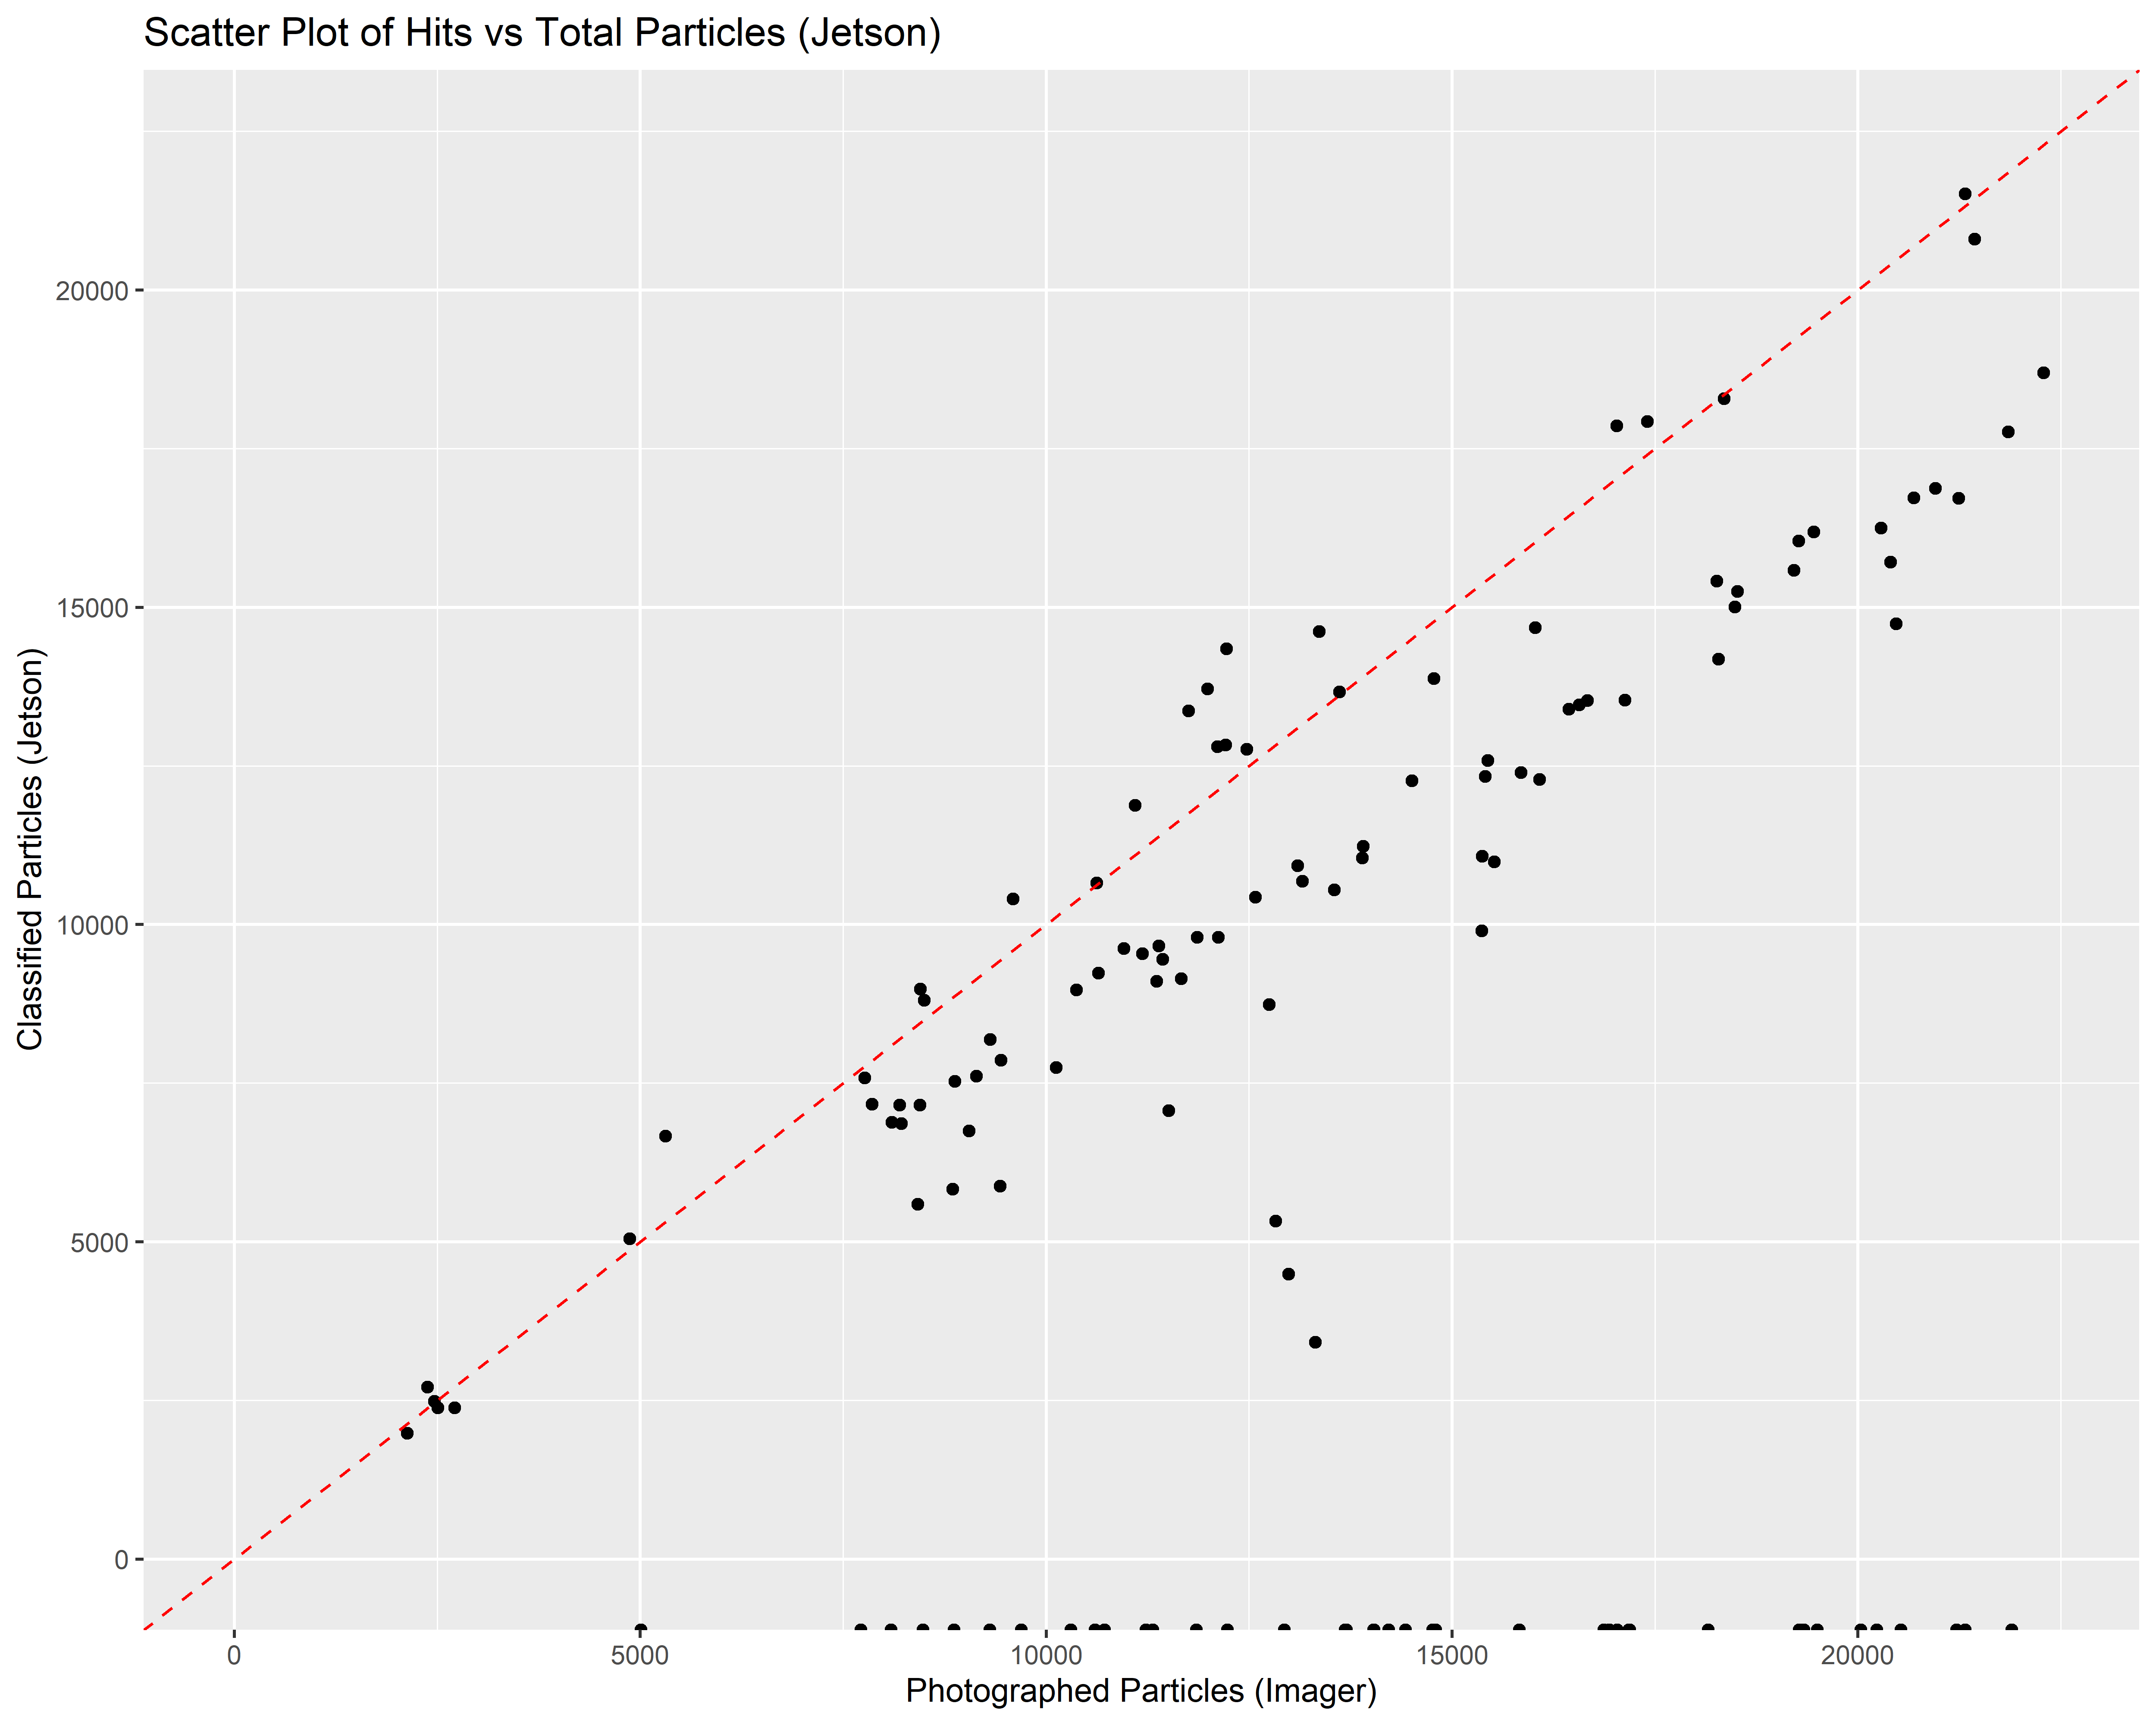 Scatter Plot of Hits vs Total Particles (Jetson)
Classified Particles (Jetson)
20000
15000
10000
5000
0
0 5000 10000 15000 20000
Photographed Particles (Imager)